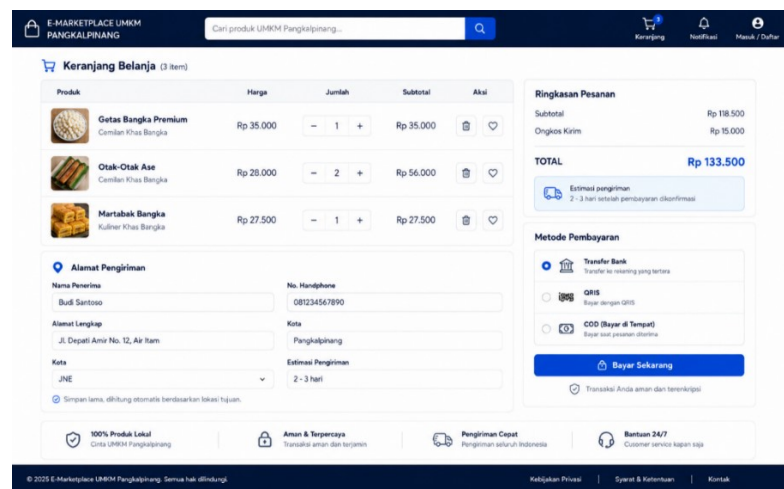 E-MARKETPLACE UMKM
PANGKALPINANG
Cari produk UMKM Pangkalpinang...
3
Keranjang
Notifikasi
Masuk / Daftar
Keranjang Belanja (3 item)
Produk Harga Jumlah Subtotal Aksi
Getas Bangka Premium
Cemilan Khas Bangka
Rp 35.000 − 1 + Rp 35.000
Otak-Otak Ase
Cemilan Khas Bangka
Rp 28.000 − 2 + Rp 56.000
Martabak Bangka
Kuliner Khas Bangka
Rp 27.500 − 1 + Rp 27.500
Alamat Pengiriman
Nama Penerima
Budi Santoso
No. Handphone
081234567890
Alamat Lengkap
Jl. Depati Amir No. 12, Air Itam
Kota
Pangkalpinang
Kota
JNE
Estimasi Pengiriman
2 - 3 hari
Simpan lama, dihitung otomatis berdasarkan lokasi tujuan.
Ringkasan Pesanan
Subtotal Rp 118.500
Ongkos Kirim Rp 15.000
TOTAL Rp 133.500
Estimasi pengiriman
2 - 3 hari setelah pembayaran dikonfirmasi
Metode Pembayaran
Transfer Bank
Transfer ke rekening yang tertera
QRIS
Bayar dengan QRIS
COD (Bayar di Tempat)
Bayar saat pesanan diterima
Bayar Sekarang
Transaksi Anda aman dan terenkripsi
100% Produk Lokal
Cinta UMKM Pangkalpinang
Aman & Terpercaya
Transaksi aman dan terjamin
Pengiriman Cepat
Pengiriman seluruh Indonesia
Bantuan 24/7
Cusomer service kapan saja
© 2025 E-Marketplace UMKM Pangkalpinang. Semua hak dilindungi.
Kebijakan Privasi | Syarat & Ketentuan | Kontak